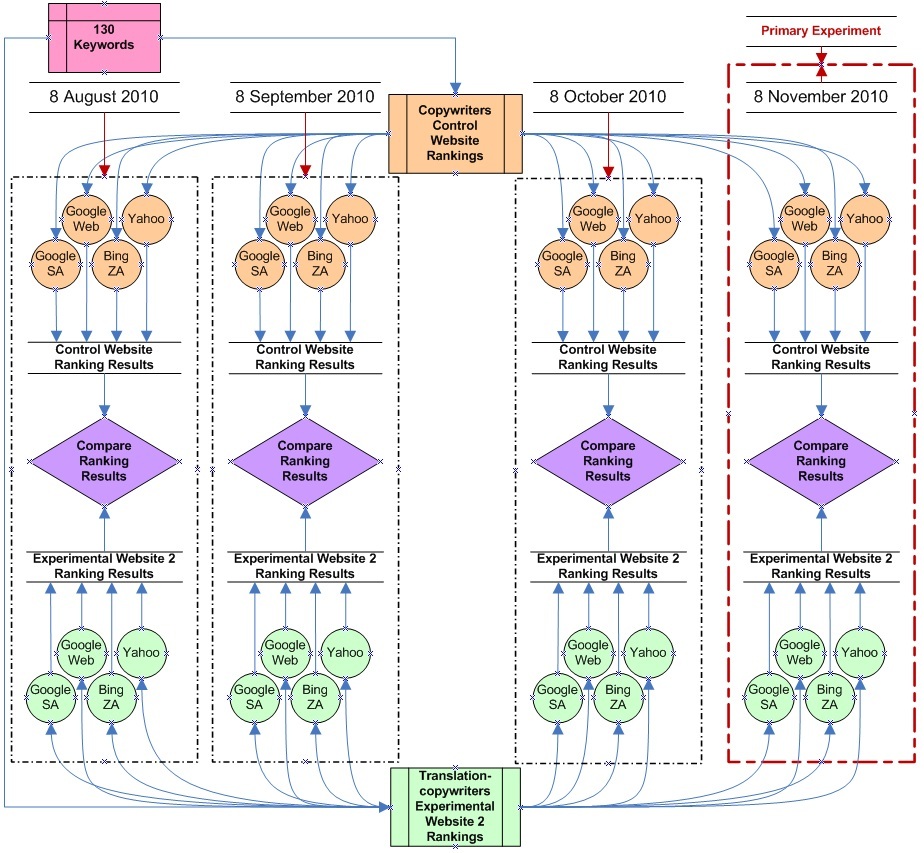 130
Keywords
Primary Experiment
8 August 2010
8 September 2010
8 October 2010
8 November 2010
Copywriters
Control
Website
Rankings
Google
Web
Yahoo
Google
SA
Bing
ZA
Google
Web
Yahoo
Google
SA
Bing
ZA
Google
Web
Yahoo
Google
SA
Bing
ZA
Google
Web
Yahoo
Google
SA
Bing
ZA
Control Website
Ranking Results
Control Website
Ranking Results
Control Website
Ranking Results
Control Website
Ranking Results
Compare
Ranking
Results
Compare
Ranking
Results
Compare
Ranking
Results
Compare
Ranking
Results
Experimental Website 2
Ranking Results
Experimental Website 2
Ranking Results
Experimental Website 2
Ranking Results
Experimental Website 2
Ranking Results
Google
Web
Yahoo
Google
SA
Bing
ZA
Google
Web
Yahoo
Google
SA
Bing
ZA
Google
Web
Yahoo
Google
SA
Bing
ZA
Google
Web
Yahoo
Google
SA
Bing
ZA
Translation-
copywriters
Experimental
Website 2
Rankings